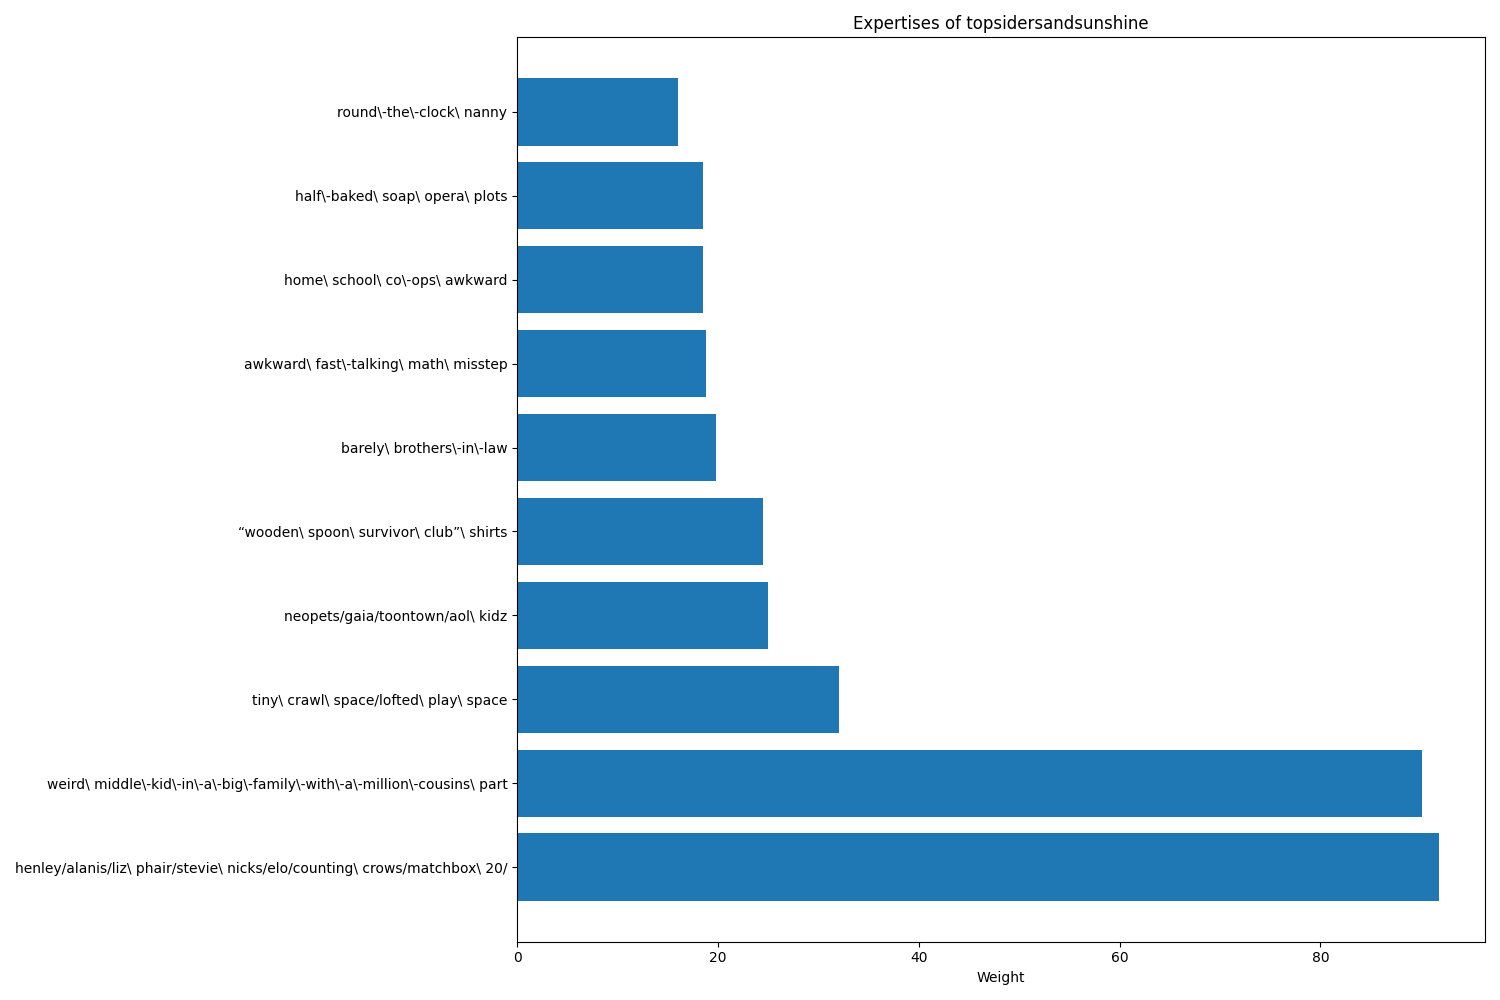 Expertises of topsidersandsunshine
round\-the\-clock\ nanny
half\-baked\ soap\ opera\ plots
home\ school\ co\-ops\ awkward
awkward\ fast\-talking\ math\ misstep
barely\ brothers\-in\-law
“wooden\ spoon\ survivor\ club”\ shirts
neopets/gaia/toontown/aol\ kidz
tiny\ crawl\ space/lofted\ play\ space
weird\ middle\-kid\-in\-a\-big\-family\-with\-a\-million\-cousins\ part
henley/alanis/liz\ phair/stevie\ nicks/elo/counting\ crows/matchbox\ 20/
0 20 40 60 80
Weight